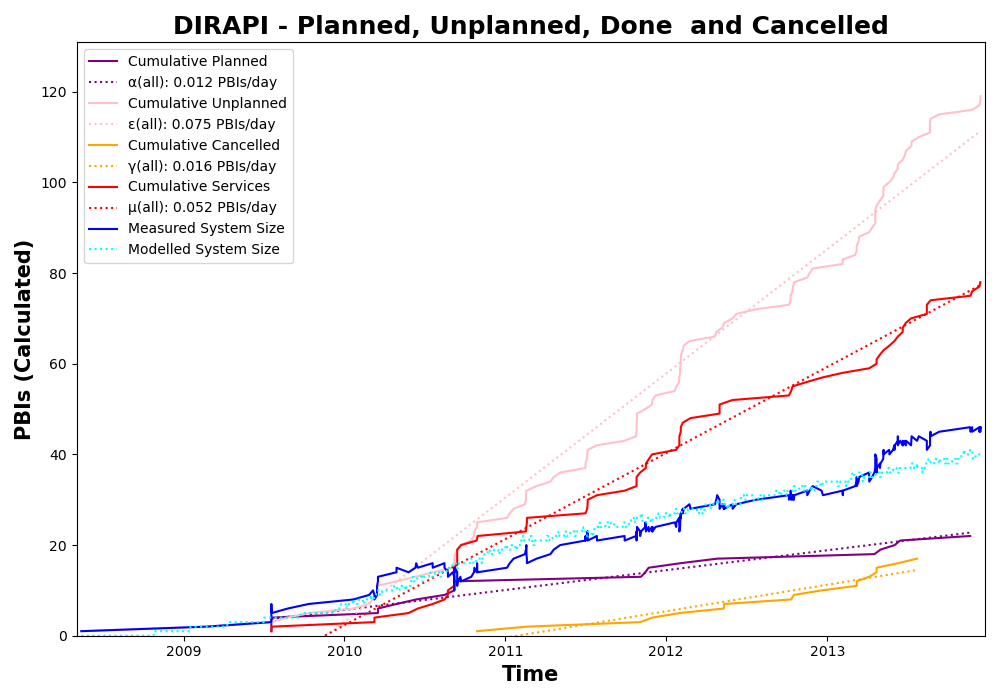 DIRAPI - Planned, Unplanned, Done  and Cancelled
Cumulative Planned
α(all): 0.012 PBIs/day
Cumulative Unplanned
ε(all): 0.075 PBIs/day
Cumulative Cancelled
γ(all): 0.016 PBIs/day
Cumulative Services
μ(all): 0.052 PBIs/day
Measured System Size
Modelled System Size
PBIs (Calculated)
120
100
80
60
40
20
0
2009 2010 2011 2012 2013
Time